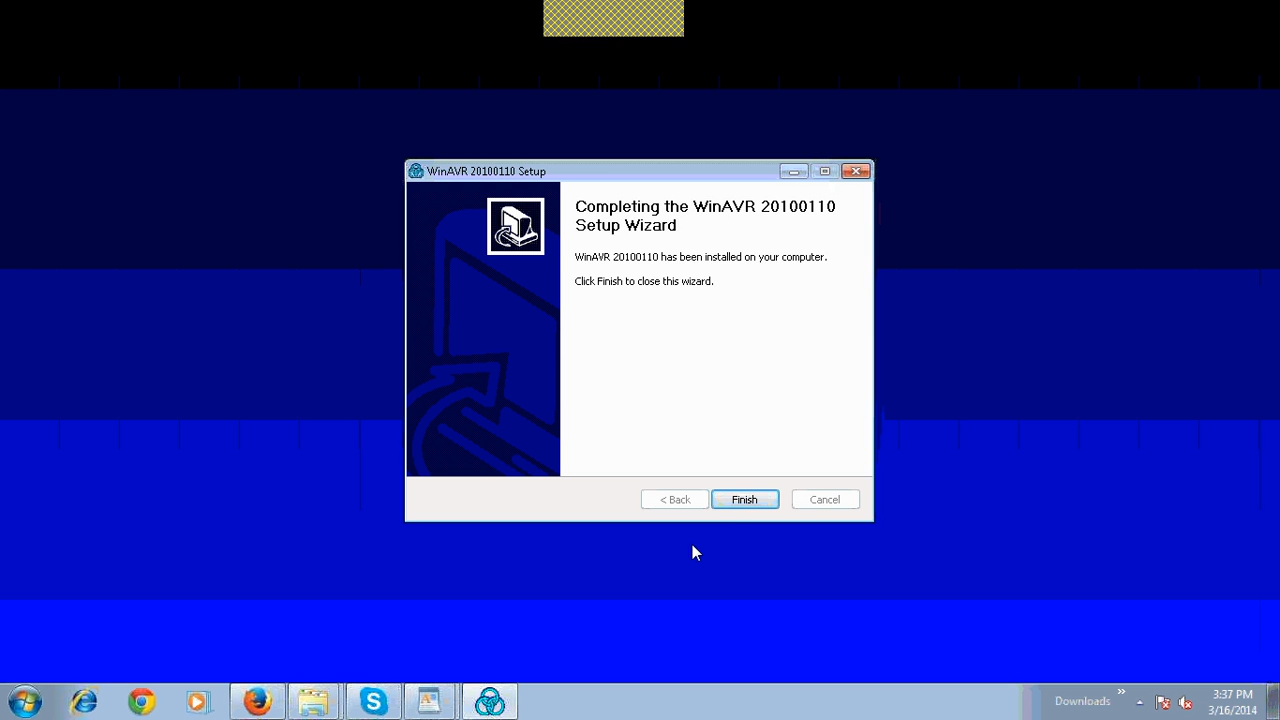 WinAVR 20100110 Setup
Completing the WinAVR 20100110
Setup Wizard
WinAVR 20100110 has been installed on your computer.
Click Finish to close this wizard.
< Back
Finish
Cancel
Downloads
3:37 PM
3/16/2014